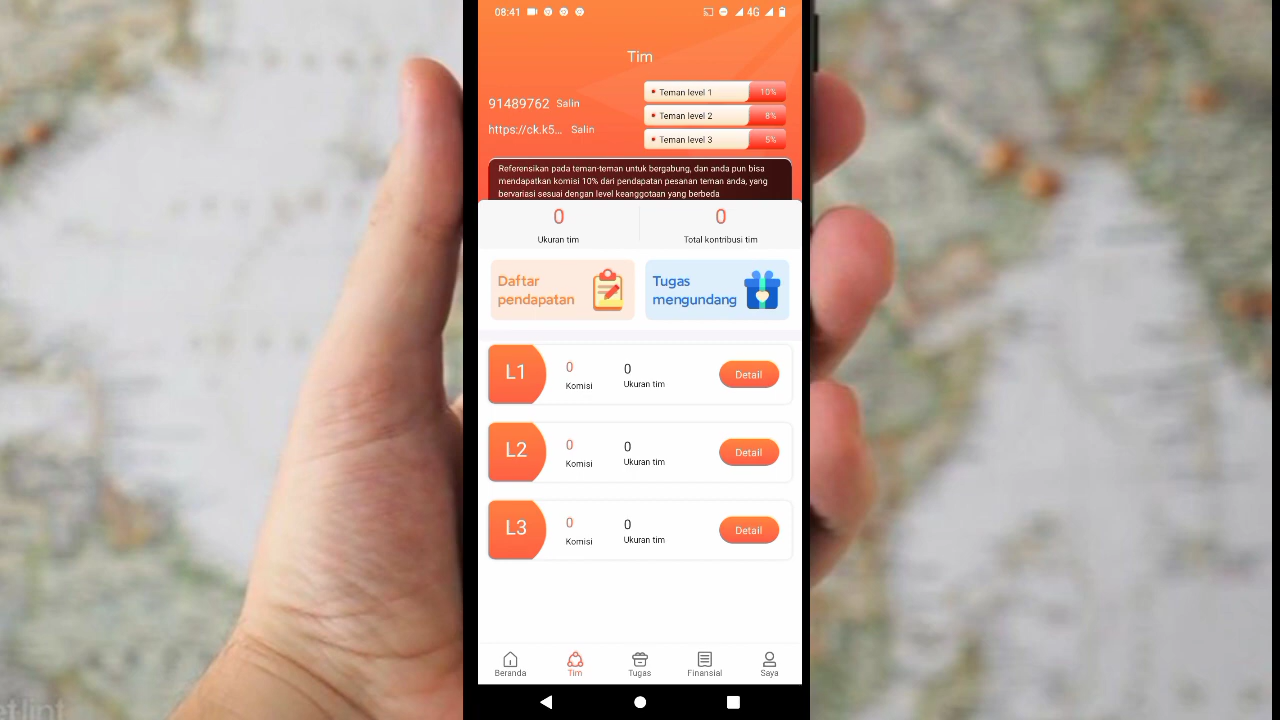 08:41
4G
Tim
91489762 Salin
https://ck.k5... Salin
Teman level 1 10%
Teman level 2 8%
Teman level 3 5%
Referensikan pada teman-teman untuk bergabung, dan anda pun bisa
mendapatkan komisi 10% dari pendapatan pesanan teman anda, yang
bervariasi sesuai dengan level keanggotaan yang berbeda
0 0
Ukuran tim Total kontribusi tim
Daftar
pendapatan
Tugas
mengundang
L1
0 0
Komisi Ukuran tim
Detail
L2
0 0
Komisi Ukuran tim
Detail
L3
0 0
Komisi Ukuran tim
Detail
Beranda Tim Tugas Finansial Saya